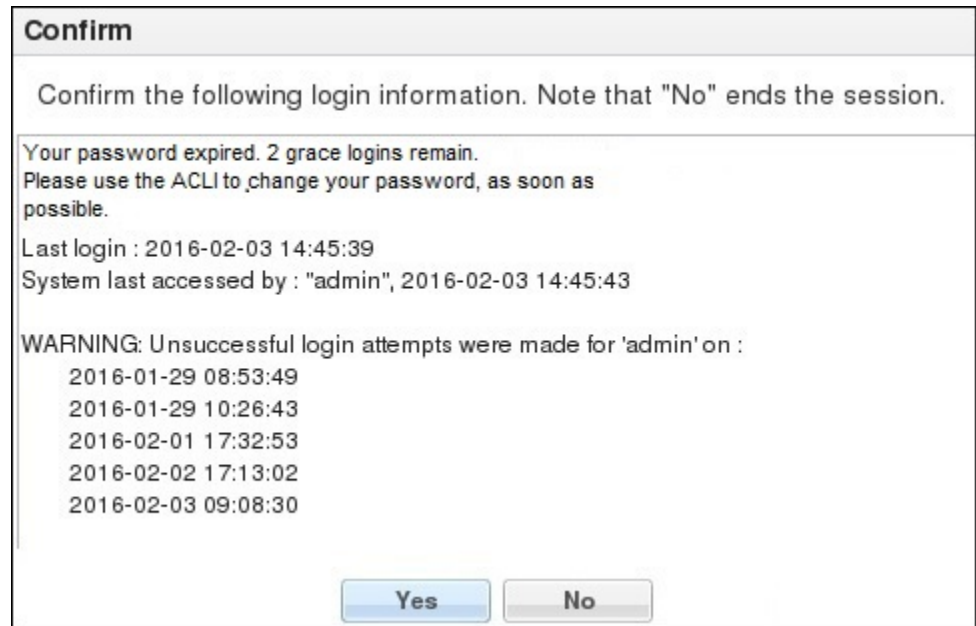 Confirm
Confirm the following login information. Note that "No" ends the session.
Your password expired. 2 grace logins remain.
Please use the ACLI to change your password, as soon as
possible.
Last login : 2016-02-03 14:45:39
System last accessed by : "admin", 2016-02-03 14:45:43
WARNING: Unsuccessful login attempts were made for 'admin' on :
2016-01-29 08:53:49
2016-01-29 10:26:43
2016-02-01 17:32:53
2016-02-02 17:13:02
2016-02-03 09:08:30
Yes No